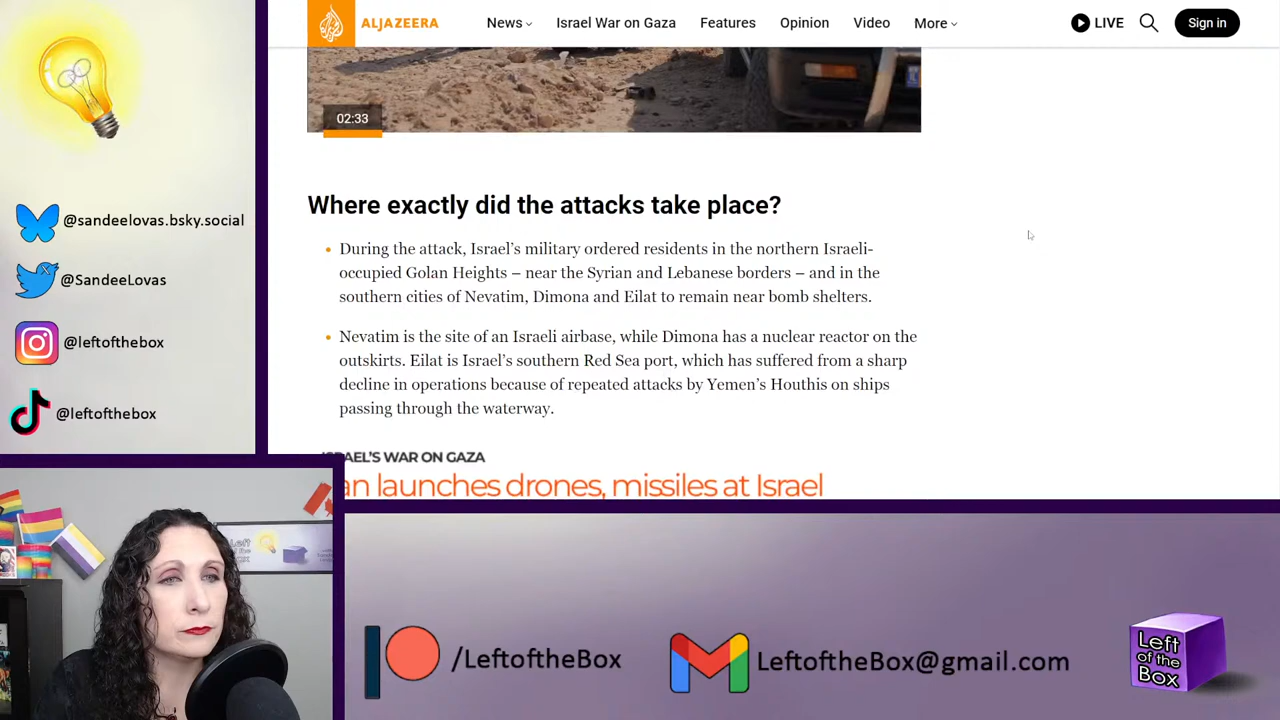 ALJAZEERA
News
Israel War on Gaza
Features
Opinion
Video
More
LIVE
Sign in
02:33
Where exactly did the attacks take place?
During the attack, Israel's military ordered residents in the northern Israeli-
occupied Golan Heights – near the Syrian and Lebanese borders – and in the
southern cities of Nevatim, Dimona and Eilat to remain near bomb shelters.
Nevatim is the site of an Israeli airbase, while Dimona has a nuclear reactor on the
outskirts. Eilat is Israel's southern Red Sea port, which has suffered from a sharp
decline in operations because of repeated attacks by Yemen's Houthis on ships
passing through the waterway.
ISRAEL'S WAR ON GAZA
an launches drones, missiles at Israel
@sandeelovas.bsky.social
@SandeeLovas
@leftofthebox
@leftofthebox
Left
of the
Box
/LeftoftheBox
LeftoftheBox@gmail.com
Left
of the
Box